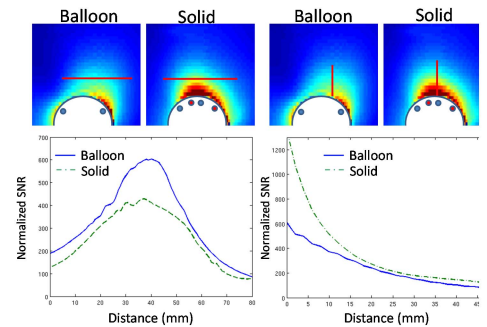 Balloon Solid Balloon Solid
700
600
500
400
300
200
100
0
Normalized SNR
Balloon
Solid
0 10 20 30 40 50 60 70 80
Distance (mm)
1200
1000
800
600
400
200
0
Normalized SNR
Balloon
Solid
0 5 10 15 20 25 30 35 40 45
Distance (mm)